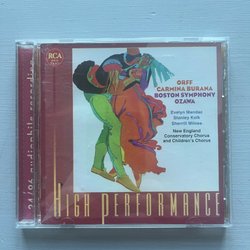 RCA
ORFF
CARMINA BURANA
BOSTON SYMPHONY
OZAWA
Evelyn Mandac
Stanley Kolk
Sherrill Milnes
New England
Conservatory Chorus
and Children's Chorus
HIGH PERFORMANCE
24/96 audiophile recording